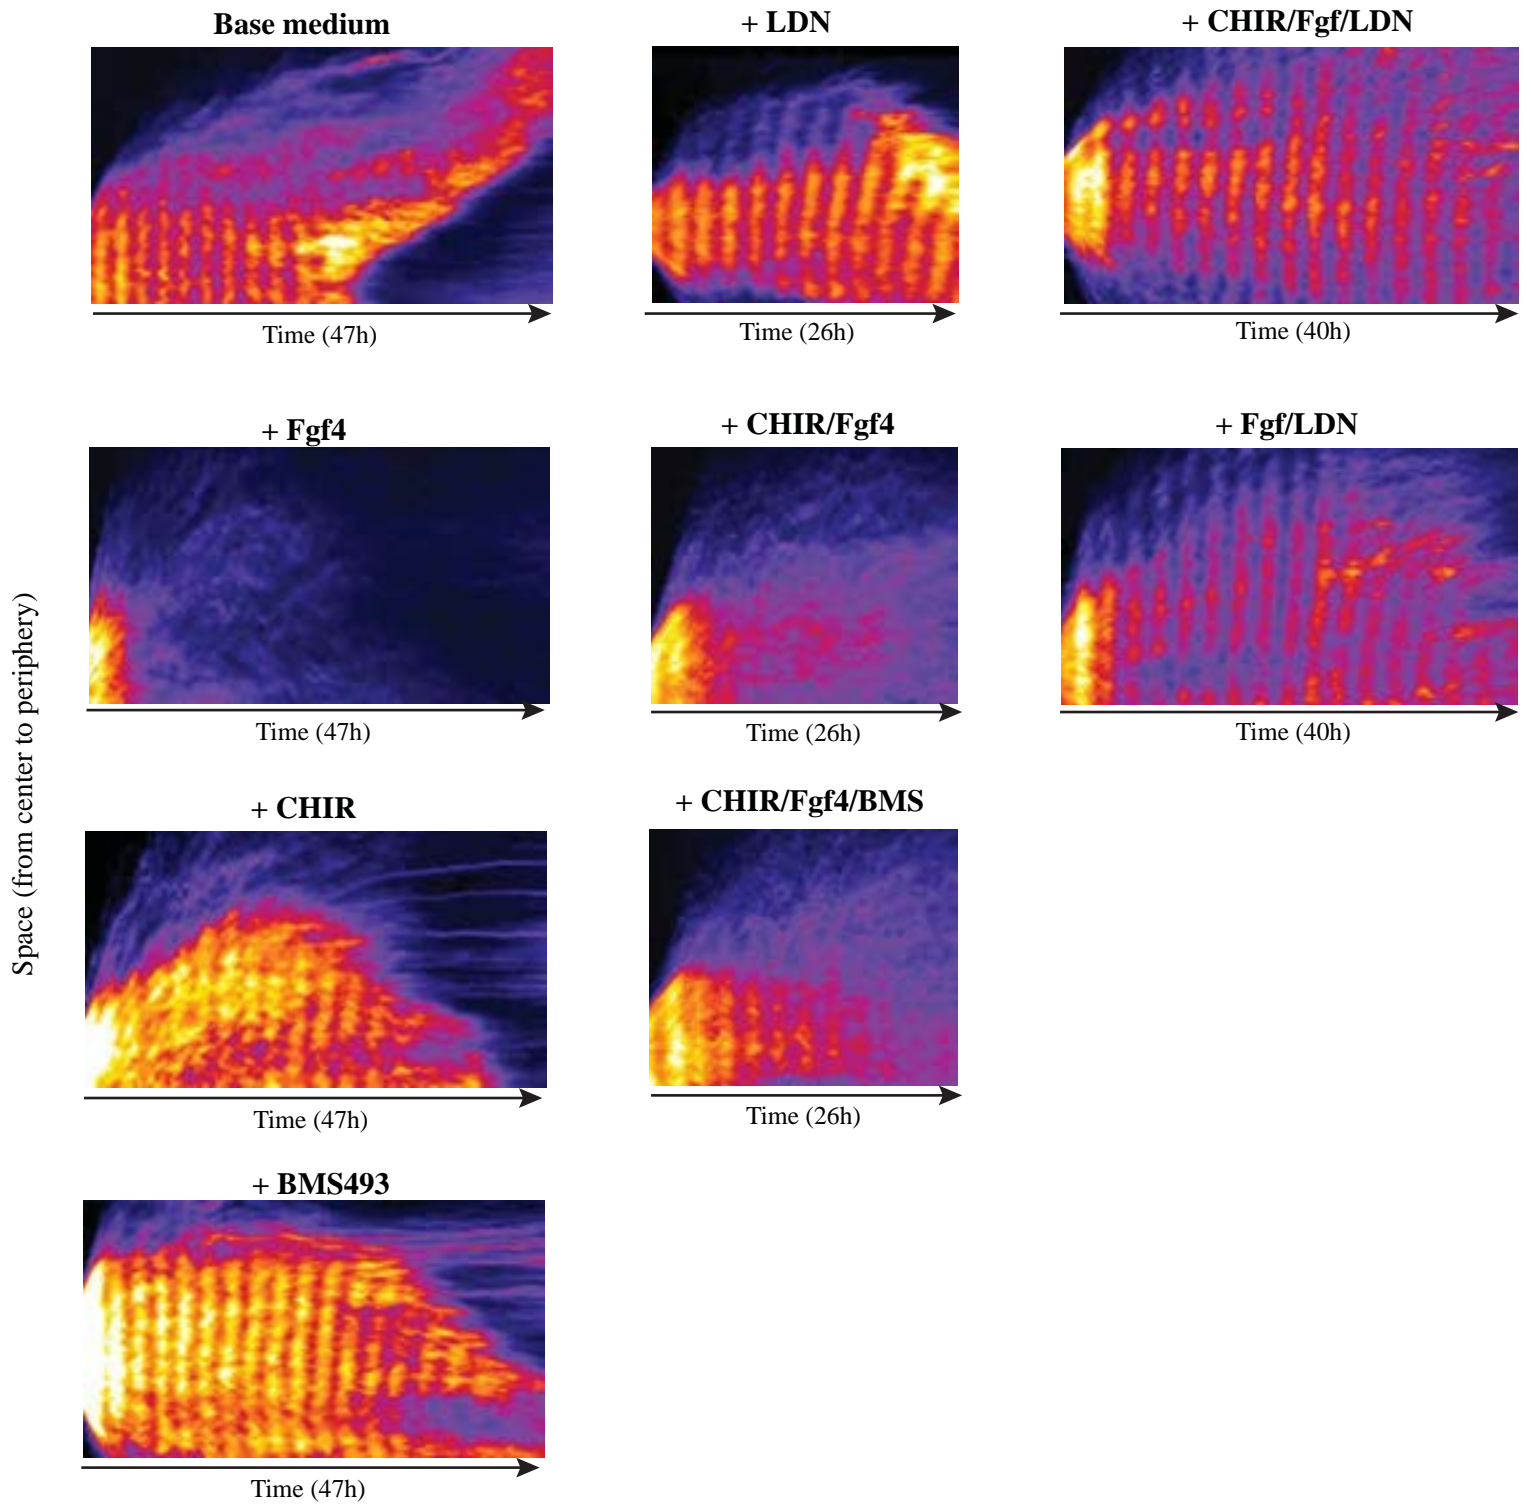 Base medium
+ LDN
+ CHIR/Fgf/LDN
Time (47h)
Time (26h)
Time (40h)
+ Fgf4
+ CHIR/Fgf4
+ Fgf/LDN
Time (47h)
Time (26h)
Time (40h)
Space (from center to periphery)
+ CHIR
+ CHIR/Fgf4/BMS
Time (47h)
Time (26h)
+ BMS493
Time (47h)